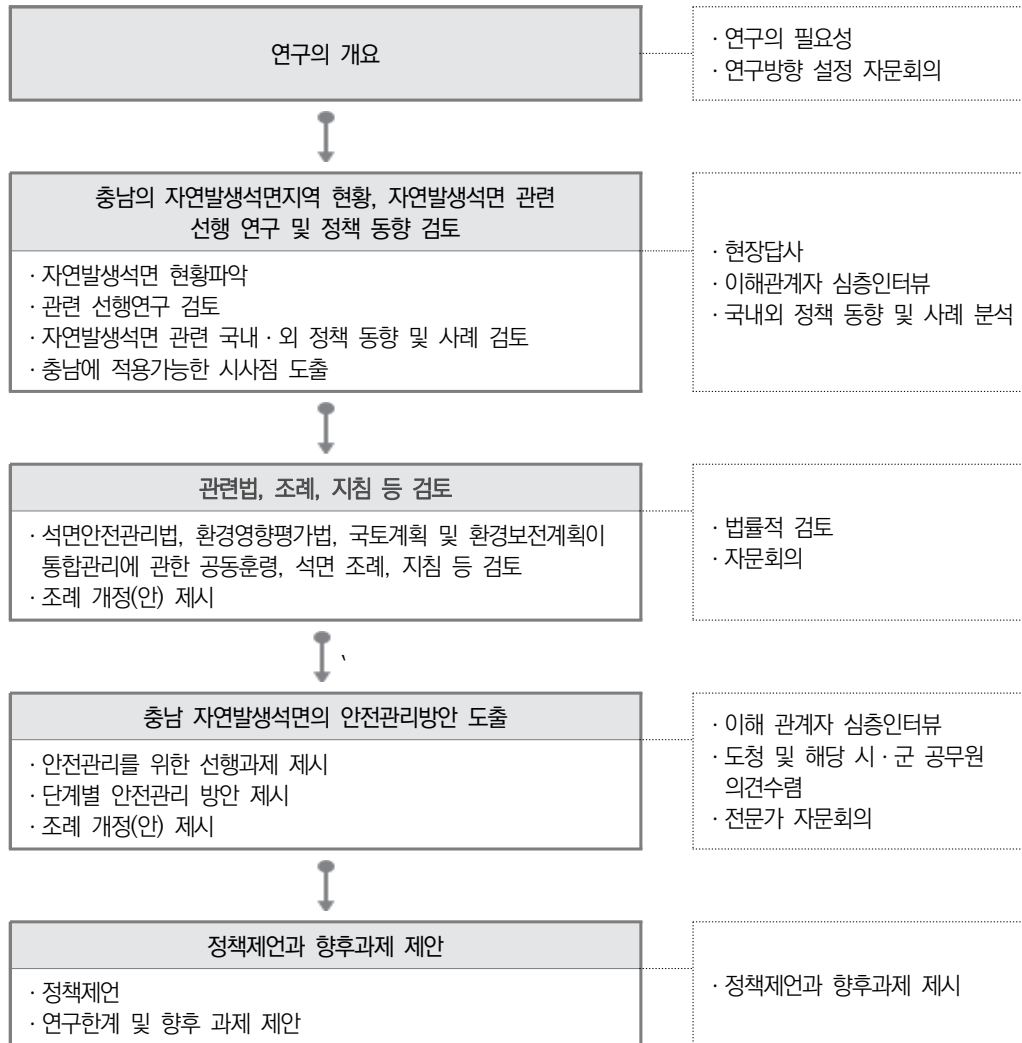 연구의 개요
· 연구의 필요성
· 연구방향 설정 자문회의
충남의 자연발생석면지역 현황, 자연발생석면 관련
선행 연구 및 정책 동향 검토
· 자연발생석면 현황파악
· 관련 선행연구 검토
· 자연발생석면 관련 국내 · 외 정책 동향 및 사례 검토
· 충남에 적용가능한 시사점 도출
· 현장답사
· 이해관계자 심층인터뷰
· 국내외 정책 동향 및 사례 분석
관련법, 조례, 지침 등 검토
· 석면안전관리법, 환경영향평가법, 국토계획 및 환경보전계획이
통합관리에 관한 공동훈령, 석면 조례, 지침 등 검토
· 조례 개정(안) 제시
· 법률적 검토
· 자문회의
충남 자연발생석면의 안전관리방안 도출
· 안전관리를 위한 선행과제 제시
· 단계별 안전관리 방안 제시
· 조례 개정(안) 제시
· 이해 관계자 심층인터뷰
· 도청 및 해당 시 · 군 공무원
의견수렴
· 전문가 자문회의
정책제언과 향후과제 제안
· 정책제언
· 연구한계 및 향후 과제 제안
· 정책제언과 향후과제 제시